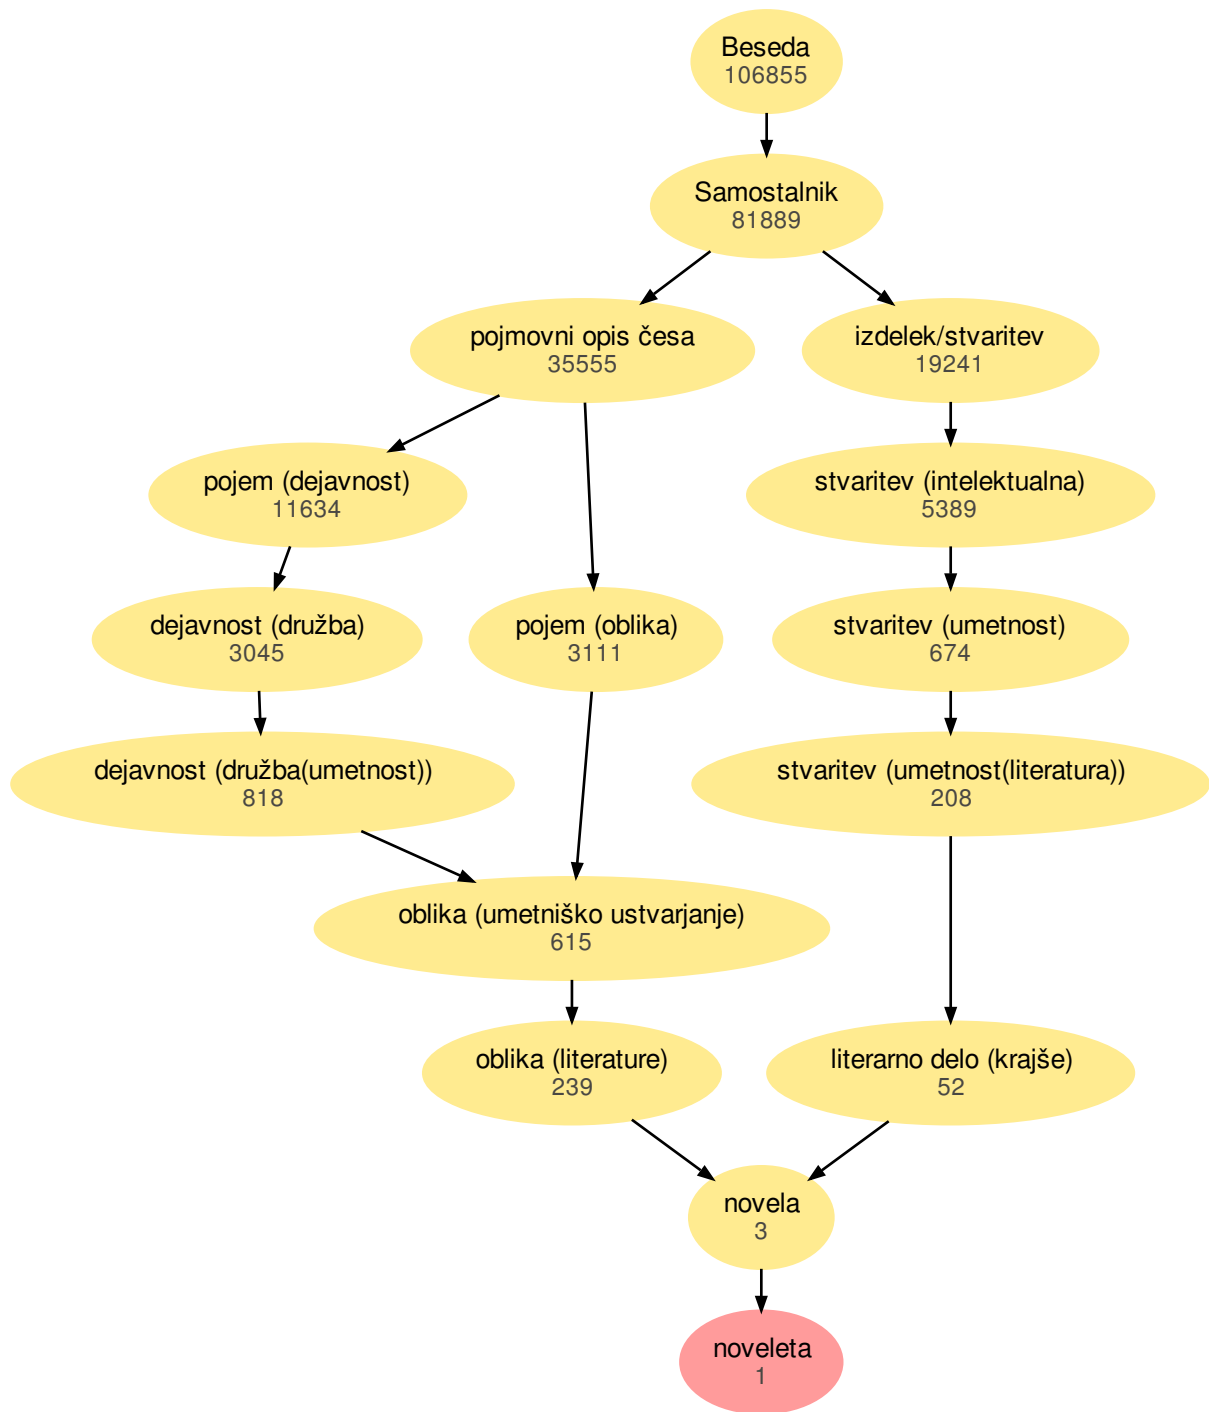 Beseda
106855
Samostalnik
81889
pojmovni opis česa
35555
izdelek/stvaritev
19241
pojem (dejavnost)
11634
stvaritev (intelektualna)
5389
dejavnost (družba)
3045
pojem (oblika)
3111
stvaritev (umetnost)
674
dejavnost (družba(umetnost))
818
stvaritev (umetnost(literatura))
208
oblika (umetniško ustvarjanje)
615
oblika (literature)
239
literarno delo (krajše)
52
novela
3
noveleta
1